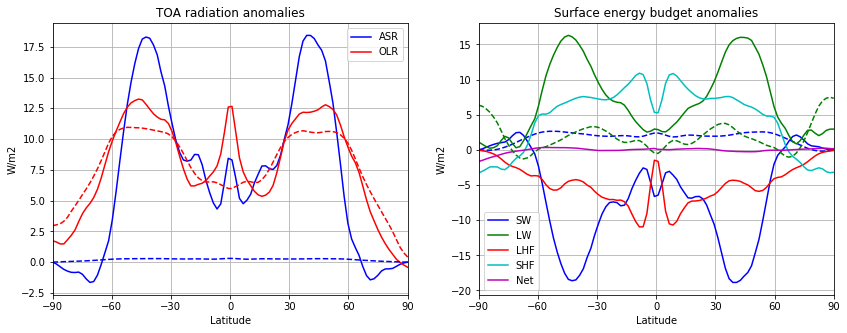 TOA radiation anomalies
W/m2
17.5
15.0
12.5
10.0
7.5
5.0
2.5
0.0
−2.5
ASR
OLR
−90
−60
−30
0
30
60
90
Latitude
Surface energy budget anomalies
W/m2
15
10
5
0
−5
−10
−15
−20
SW
LW
LHF
SHF
Net
−90
−60
−30
0
30
60
90
Latitude